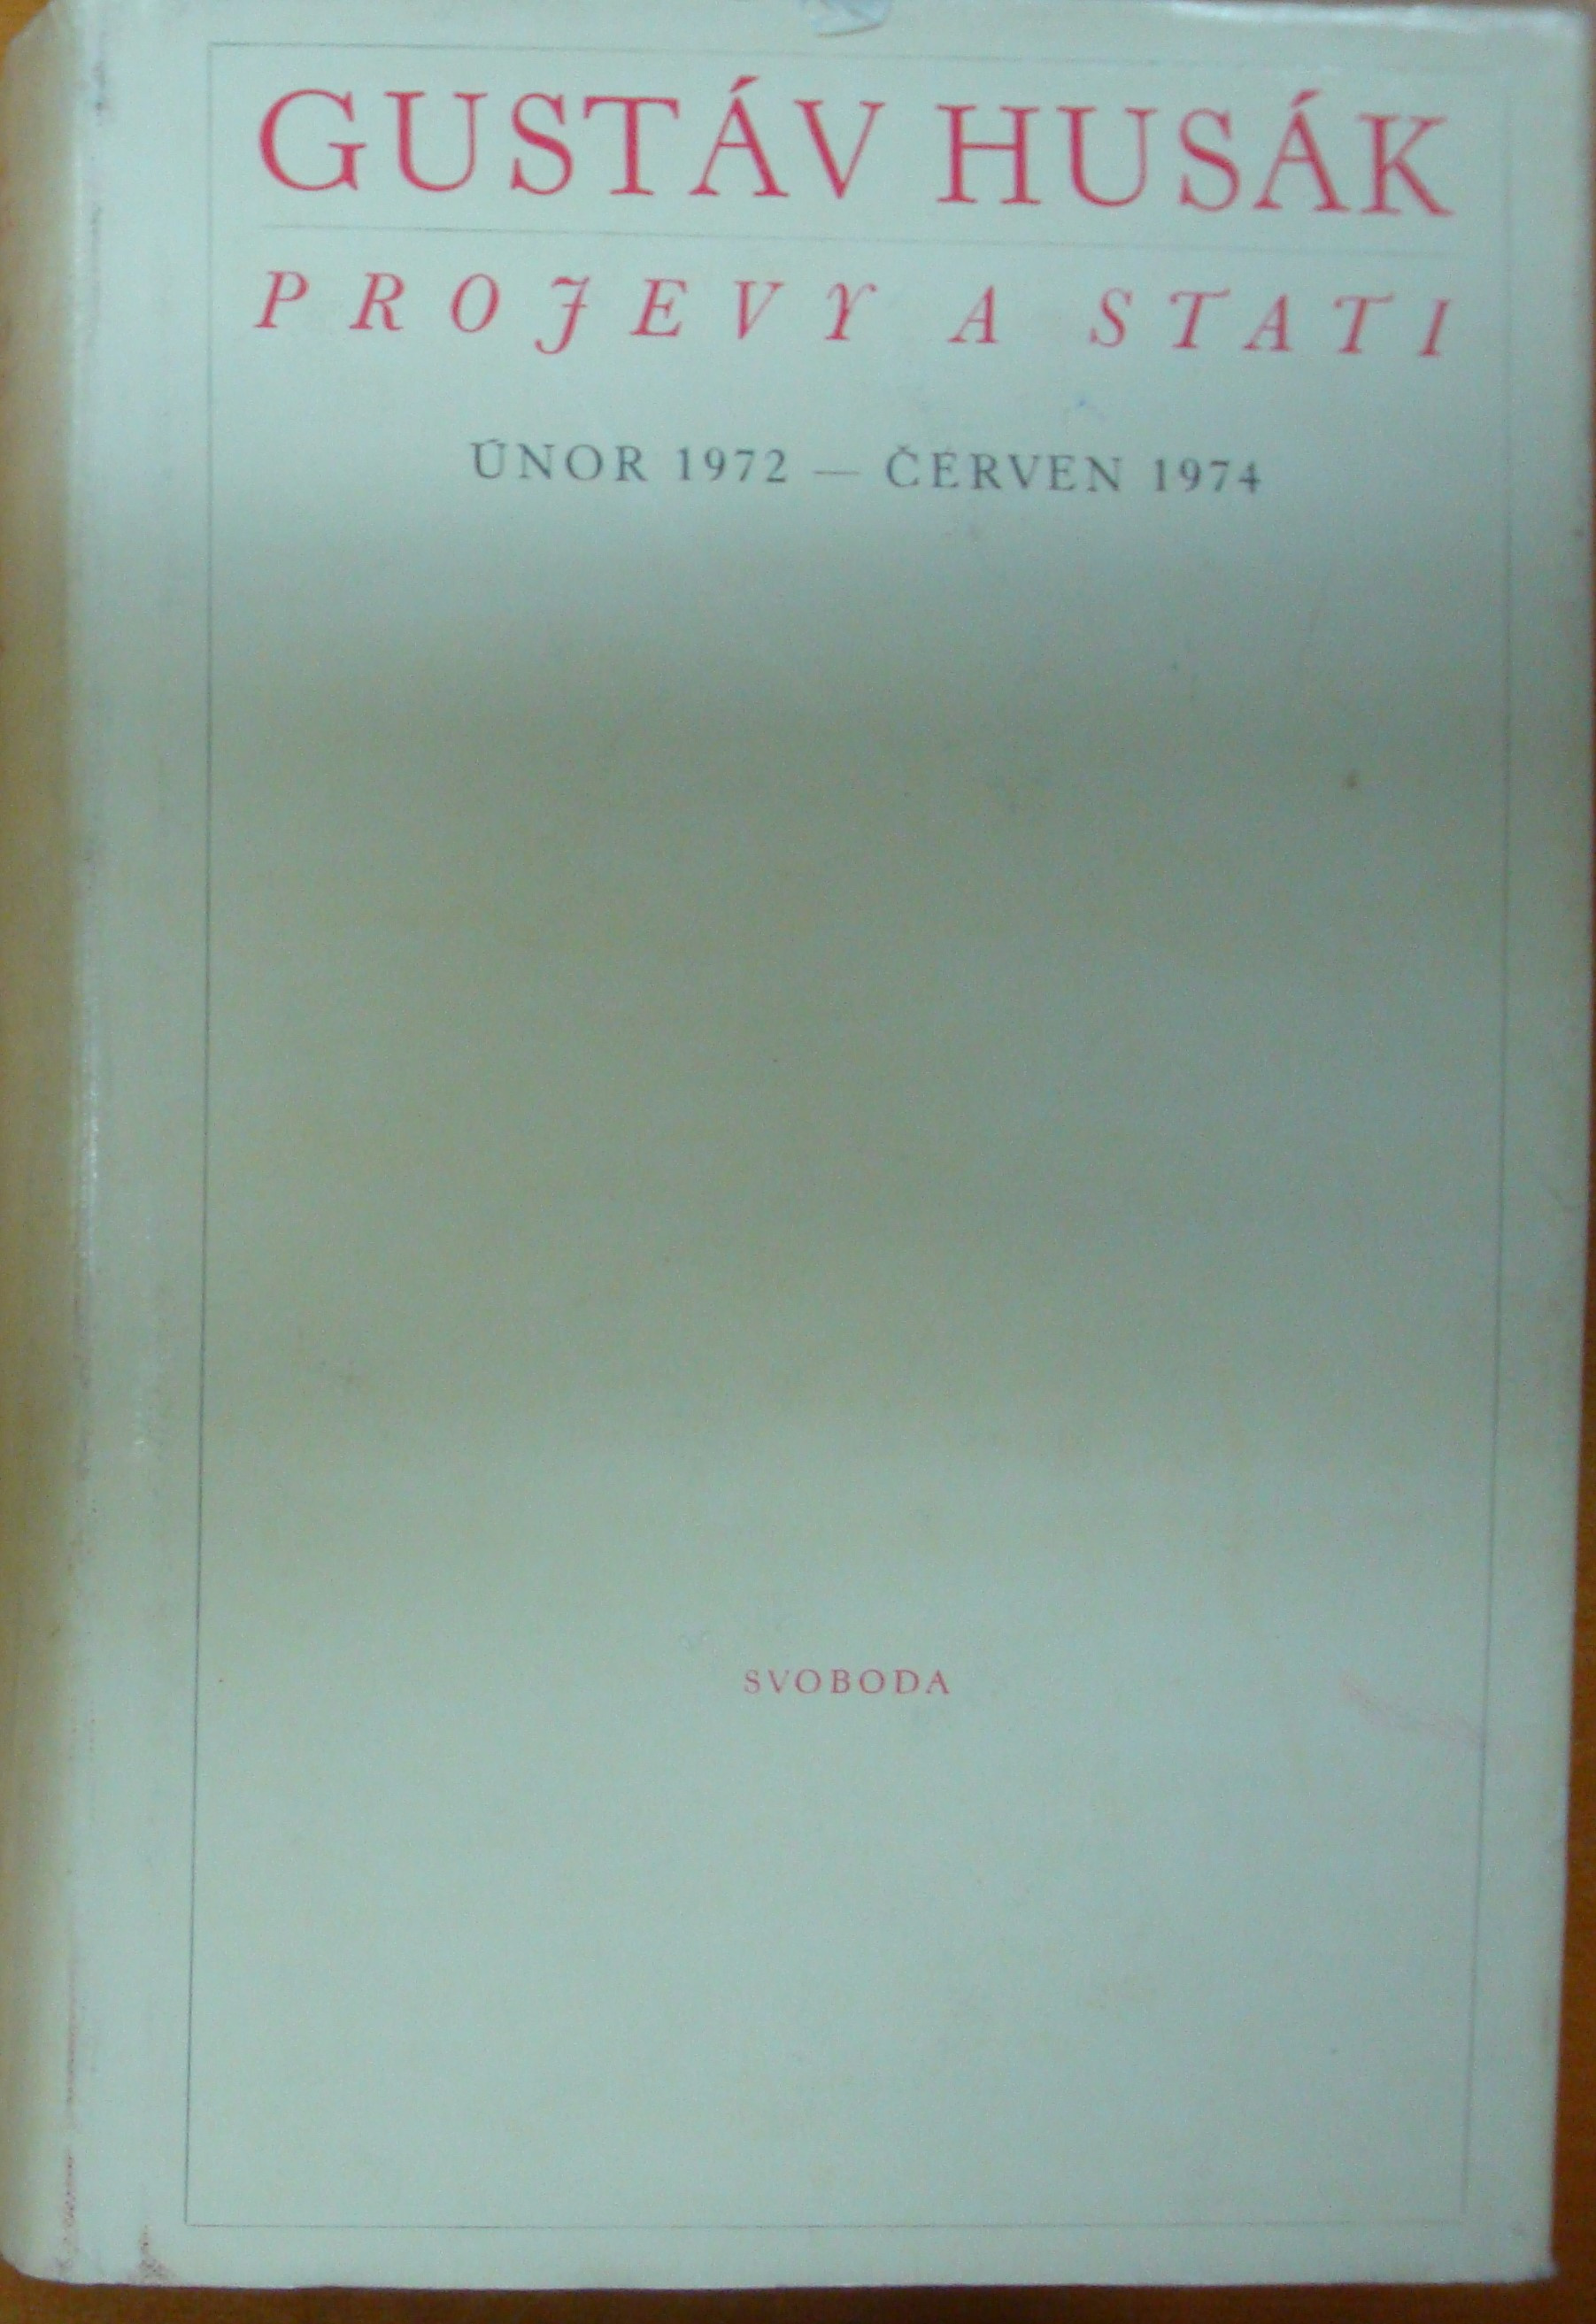 GUSTÁV HUSÁK
PROJEVY A STATI
ÚNOR 1972 — ČERVEN 1974
SVOBODA